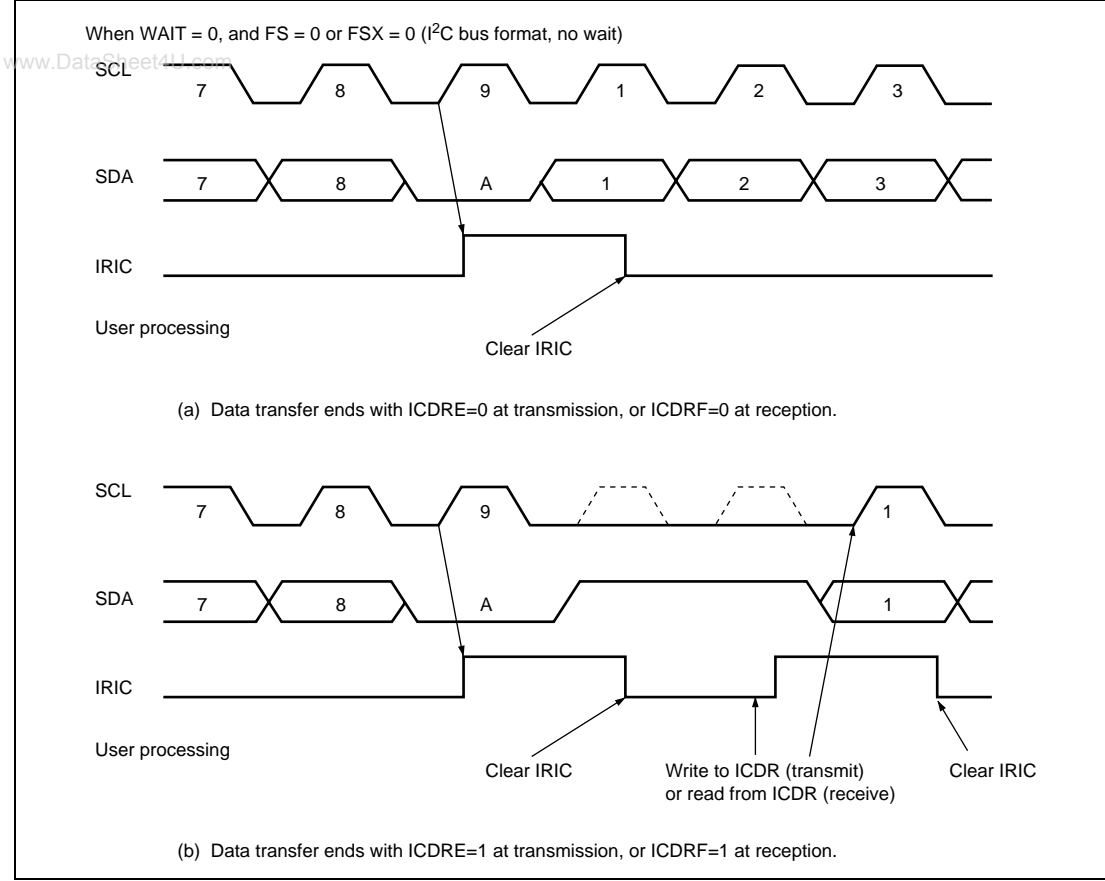 When WAIT = 0, and FS = 0 or FSX = 0 (I²C bus format, no wait)
www.DataSheet4U.com
SCL 7 8 9 1 2 3
SDA 7 8 A 1 2 3
IRIC
User processing
Clear IRIC
(a) Data transfer ends with ICDRE=0 at transmission, or ICDRF=0 at reception.
SCL 7 8 9 1
SDA 7 8 A 1
IRIC
User processing
Clear IRIC Write to ICDR (transmit) Clear IRIC
or read from ICDR (receive)
(b) Data transfer ends with ICDRE=1 at transmission, or ICDRF=1 at reception.